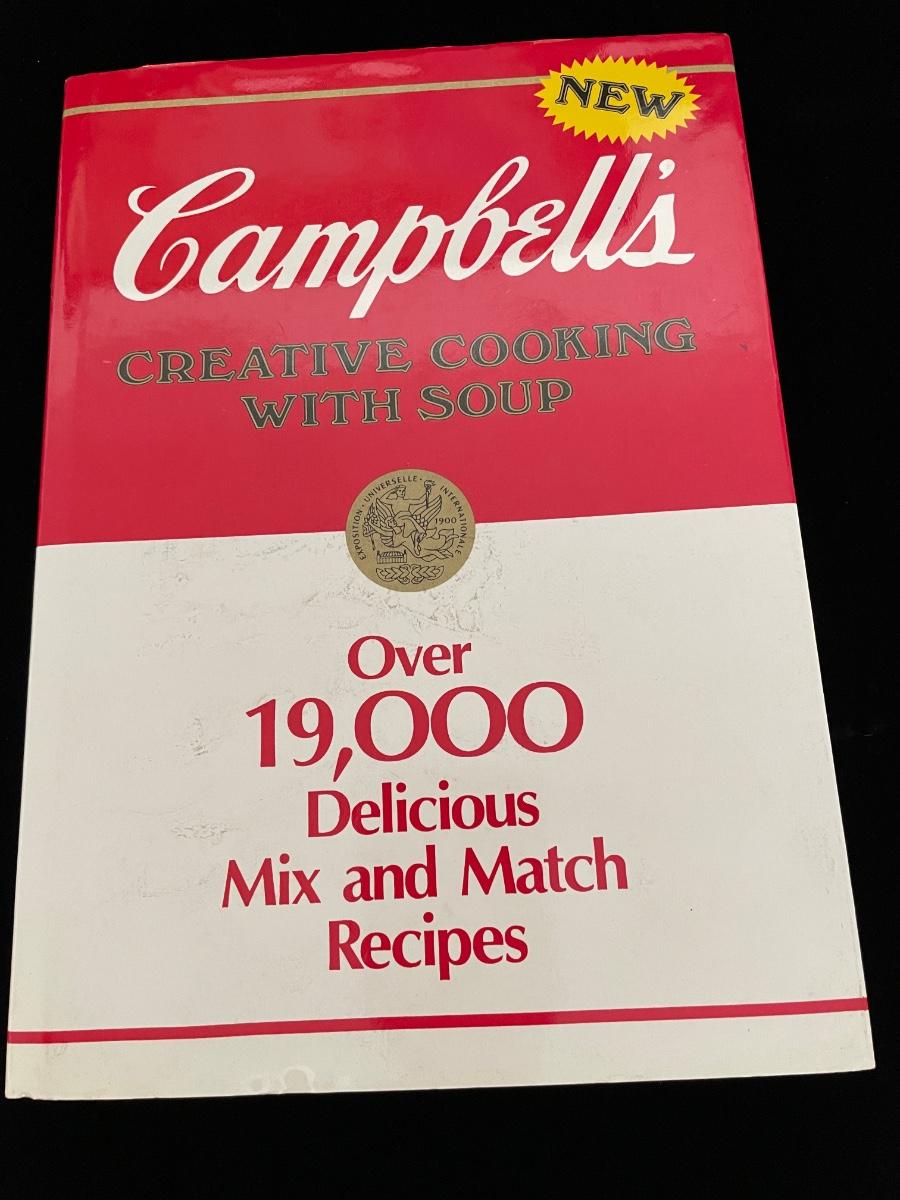 NEW
Campbell's
CREATIVE COOKING
WITH SOUP
EXPOSITION · UNIVERSELLE · INTERNATIONALE
1900
Over
19,000
Delicious
Mix and Match
Recipes